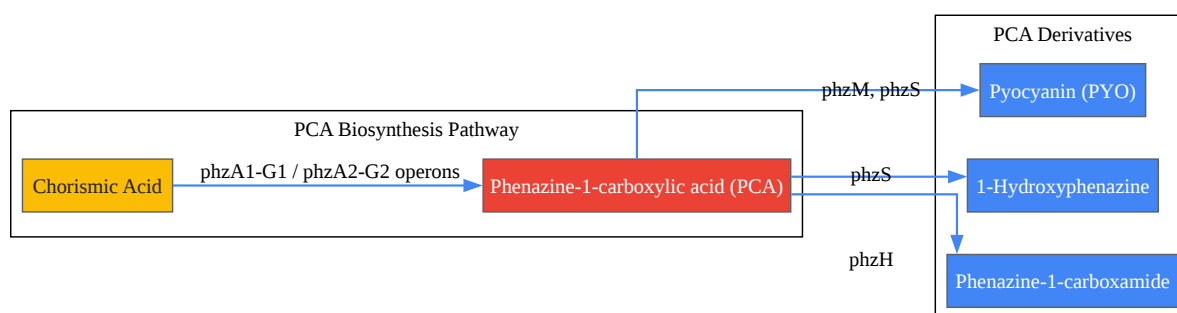 PCA Derivatives
phzM, phzS
Pyocyanin (PYO)
PCA Biosynthesis Pathway
Chorismic Acid
phzA1-G1 / phzA2-G2 operons
Phenazine-1-carboxylic acid (PCA)
phzS
1-Hydroxyphenazine
phzH
Phenazine-1-carboxamide